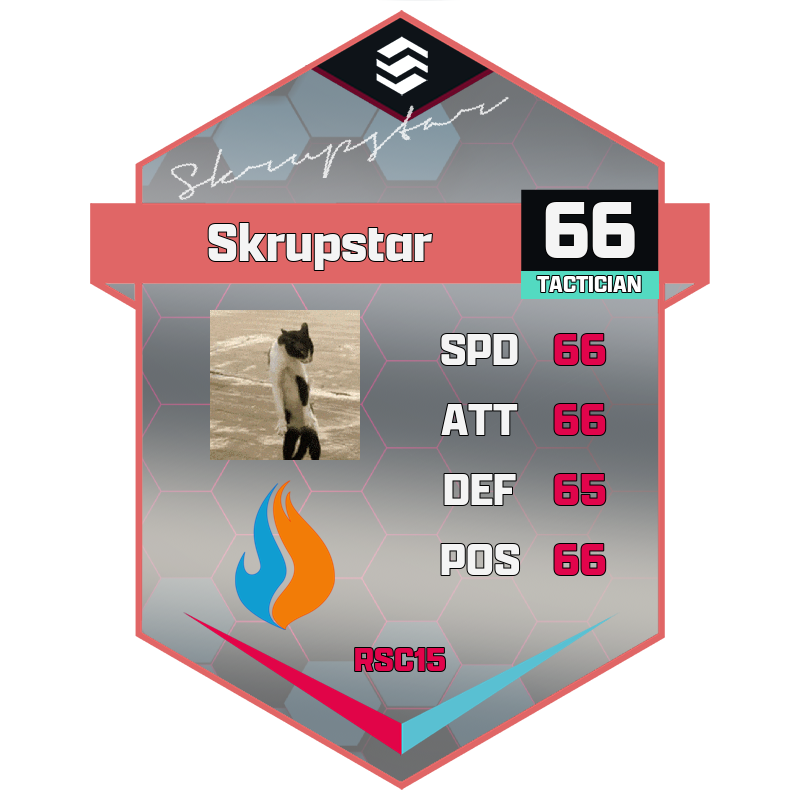 Skrupstar
Skrupstar
66
TACTICIAN
SPD 66
ATT 66
DEF 65
POS 66
RSC15